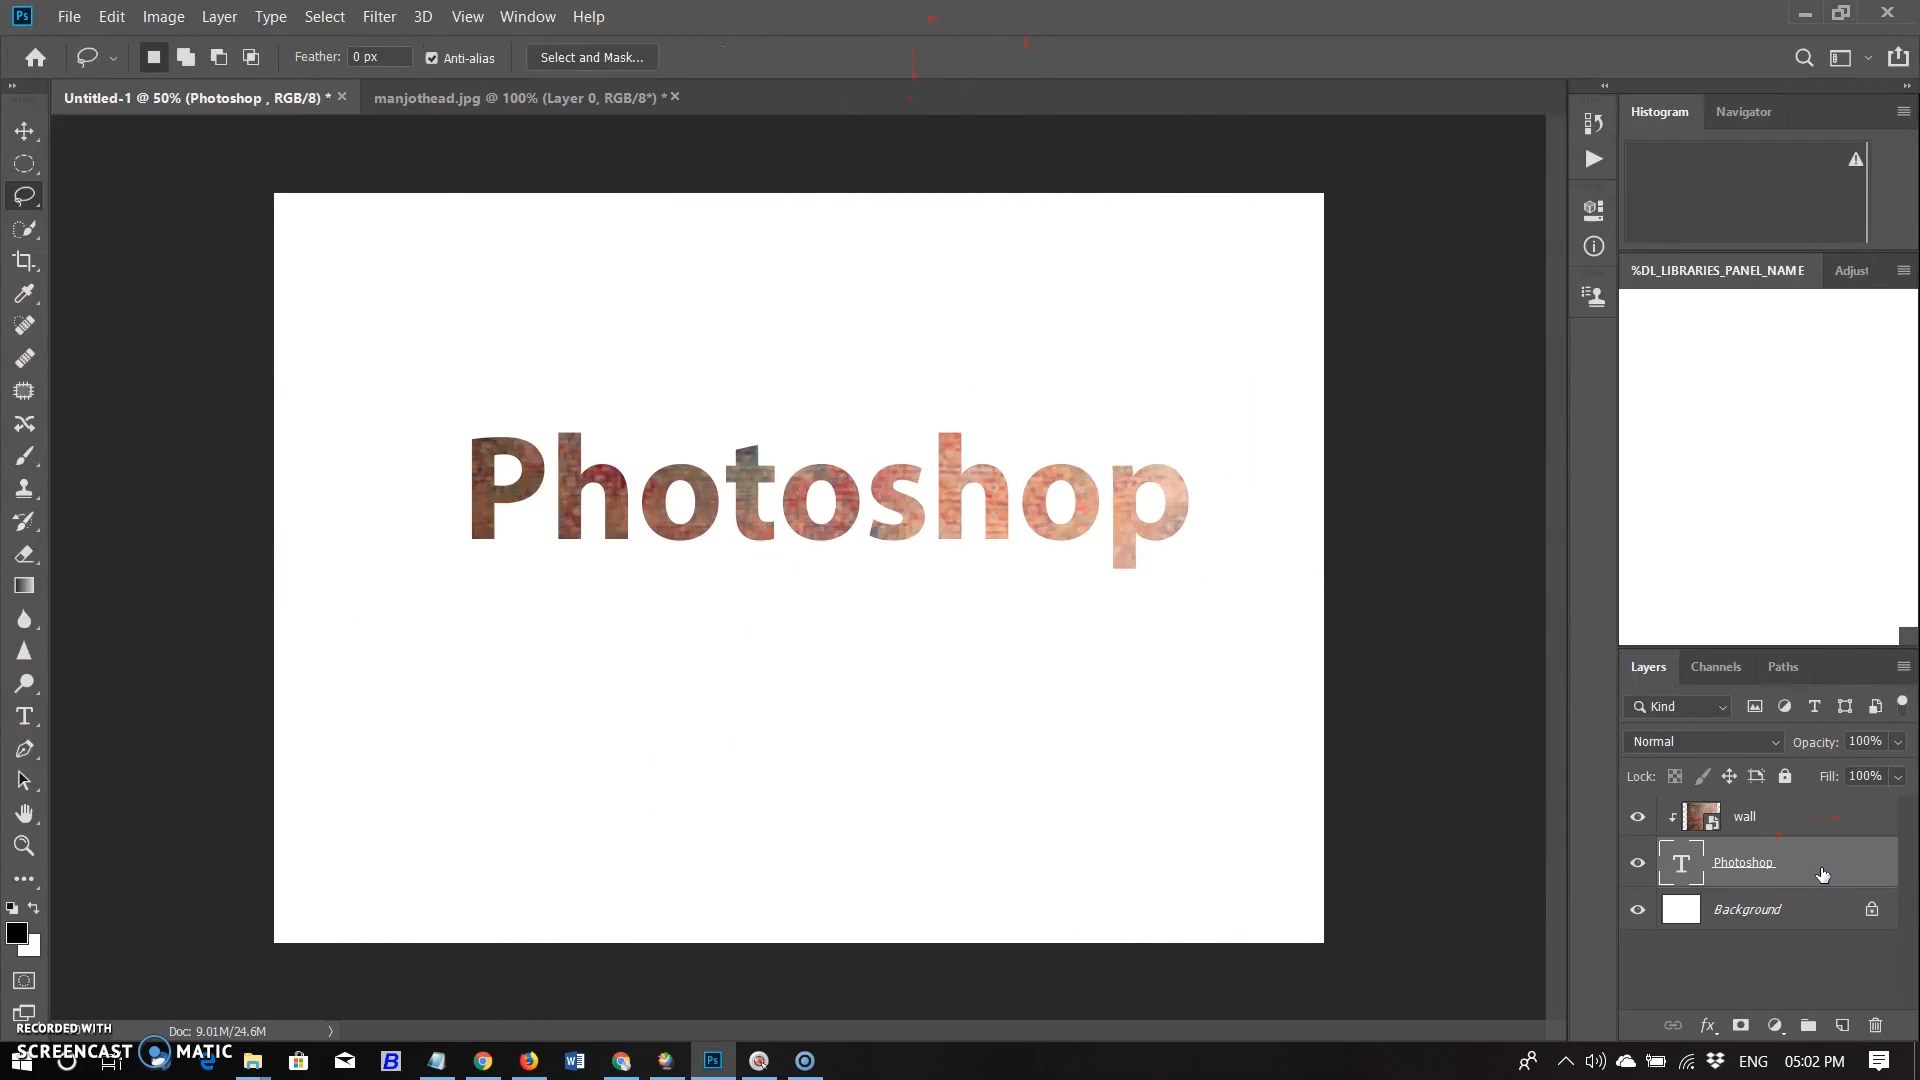 Ps File Edit Image Layer Type Select Filter 3D View Window Help
Feather: 0 px Anti-alias Select and Mask...
Untitled-1 @ 50% (Photoshop , RGB/8) * manjothead.jpg @ 100% (Layer 0, RGB/8*) *
Histogram Navigator
%DL_LIBRARIES_PANEL_NAME Adjust
Photoshop
Layers Channels Paths
Kind
Normal Opacity: 100%
Lock: Fill: 100%
wall
Photoshop
Background
RECORDED WITH
SCREENCAST MATIC
Doc: 9.01M/24.6M
ENG 05:02 PM